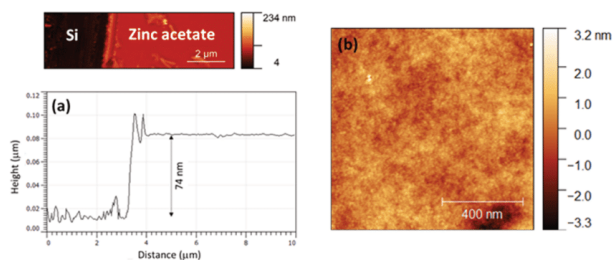 Si
Zinc acetate
2 μm
234 nm
4
(a)
Height (μm)
0.12
0.10
0.08
0.06
0.04
0.02
0.00
74 nm
0
2
4
6
8
10
Distance (μm)
(b)
400 nm
3.2 nm
2.0
1.0
0.0
−1.0
−2.0
−3.3